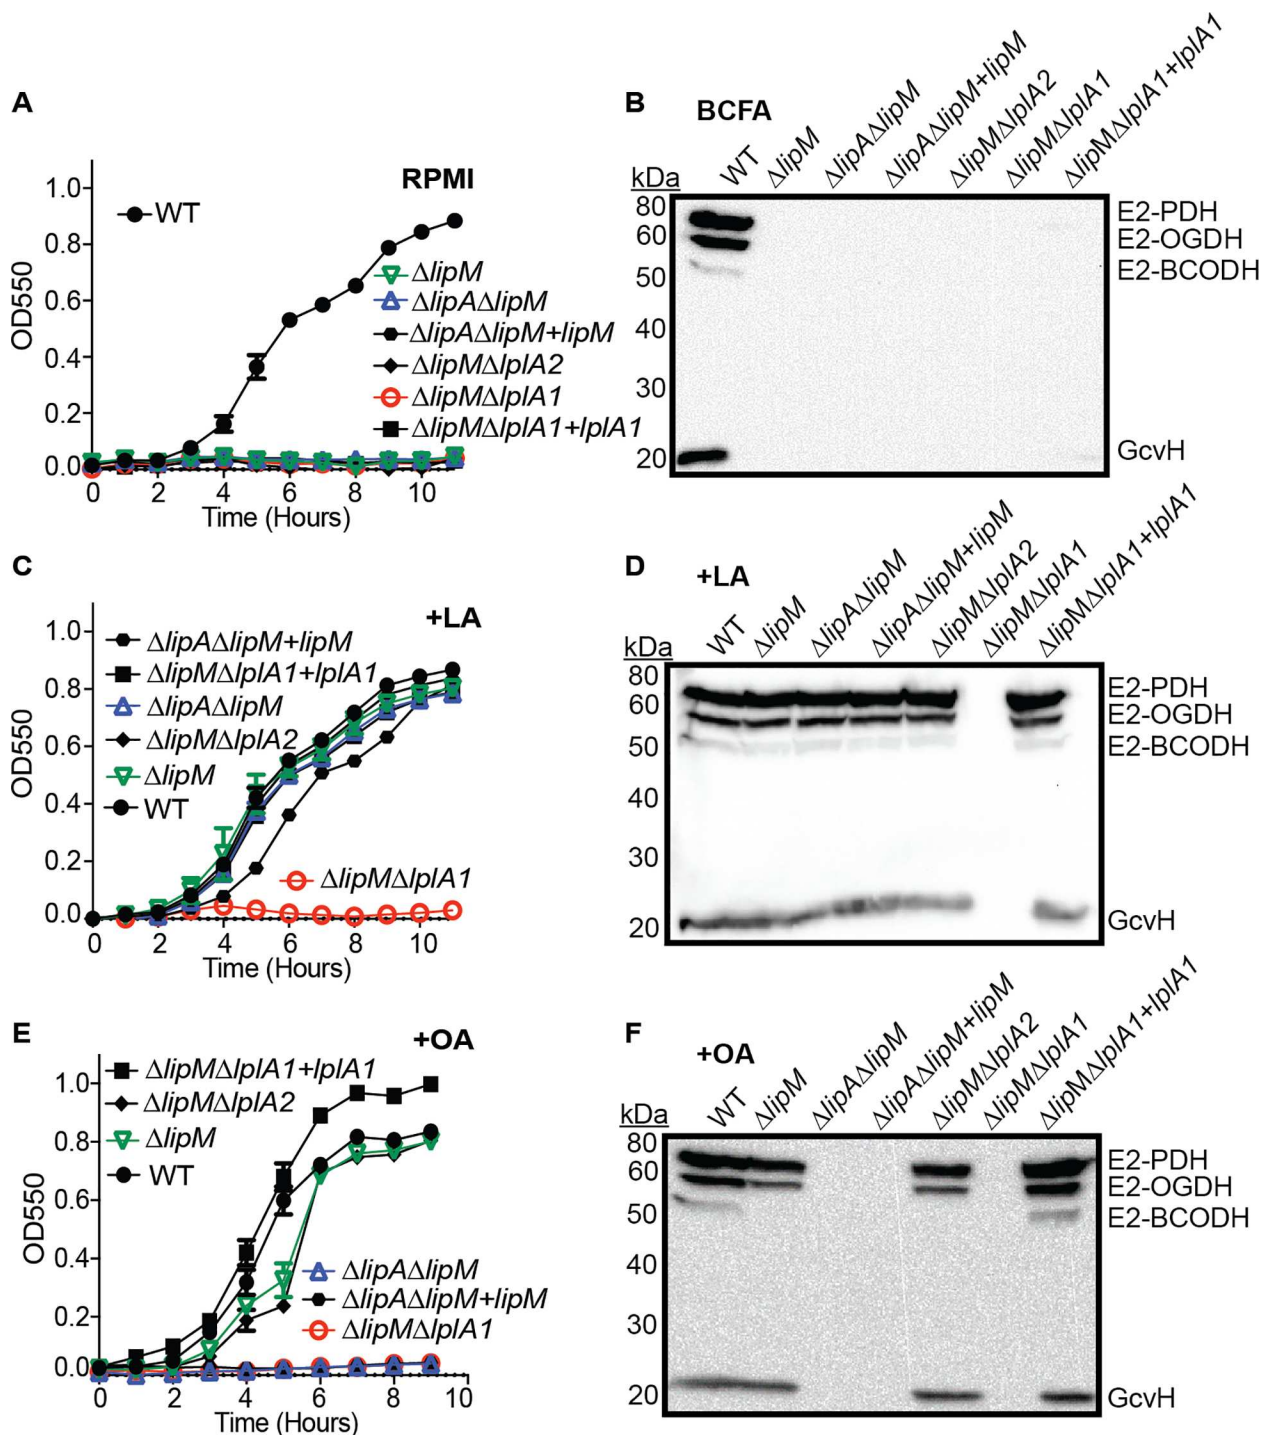 A
RPMI
WT
ΔlipM
ΔlipAΔlipM
ΔlipAΔlipM+lipM
ΔlipMΔlplA2
ΔlipMΔlplA1
ΔlipMΔlplA1+lplA1
OD550
1.0
0.8
0.6
0.4
0.2
0.0
0 2 4 6 8 10
Time (Hours)
B
BCFA
WT
ΔlipM
ΔlipAΔlipM
ΔlipAΔlipM+lipM
ΔlipMΔlplA2
ΔlipMΔlplA1
ΔlipMΔlplA1+lplA1
kDa
80
60
50
40
30
20
E2-PDH
E2-OGDH
E2-BCODH
GcvH
C
+LA
ΔlipAΔlipM+lipM
ΔlipMΔlplA1+lplA1
ΔlipAΔlipM
ΔlipMΔlplA2
ΔlipM
WT
ΔlipMΔlplA1
OD550
1.0
0.8
0.6
0.4
0.2
0.0
0 2 4 6 8 10
Time (Hours)
D
+LA
WT
ΔlipM
ΔlipAΔlipM
ΔlipAΔlipM+lipM
ΔlipMΔlplA2
ΔlipMΔlplA1
ΔlipMΔlplA1+lplA1
kDa
80
60
50
40
30
20
E2-PDH
E2-OGDH
E2-BCODH
GcvH
E
+OA
ΔlipMΔlplA1+lplA1
ΔlipMΔlplA2
ΔlipM
WT
ΔlipAΔlipM
ΔlipAΔlipM+lipM
ΔlipMΔlplA1
OD550
1.0
0.8
0.6
0.4
0.2
0.0
0 2 4 6 8 10
Time (Hours)
F
+OA
WT
ΔlipM
ΔlipAΔlipM
ΔlipAΔlipM+lipM
ΔlipMΔlplA2
ΔlipMΔlplA1
ΔlipMΔlplA1+lplA1
kDa
80
60
50
40
30
20
E2-PDH
E2-OGDH
E2-BCODH
GcvH